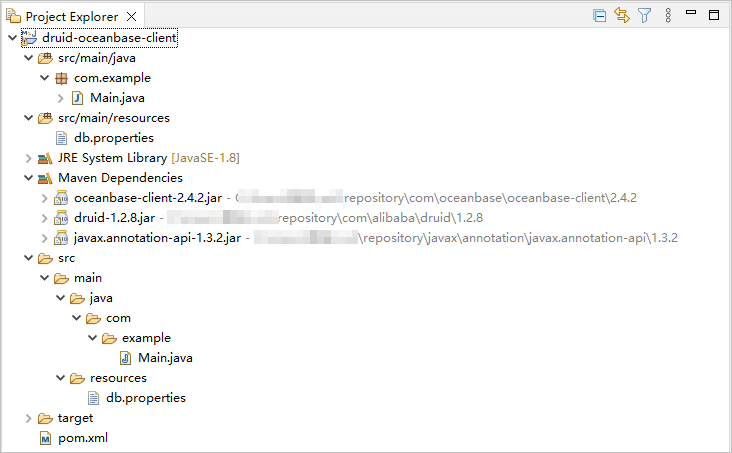 Project Explorer
druid-oceanbase-client
src/main/java
com.example
Main.java
src/main/resources
db.properties
JRE System Library [JavaSE-1.8]
Maven Dependencies
oceanbase-client-2.4.2.jar - repository\com\oceanbase\oceanbase-client\2.4.2
druid-1.2.8.jar - repository\com\alibaba\druid\1.2.8
javax.annotation-api-1.3.2.jar - \repository\javax\annotation\javax.annotation-api\1.3.2
src
main
java
com
example
Main.java
resources
db.properties
target
pom.xml